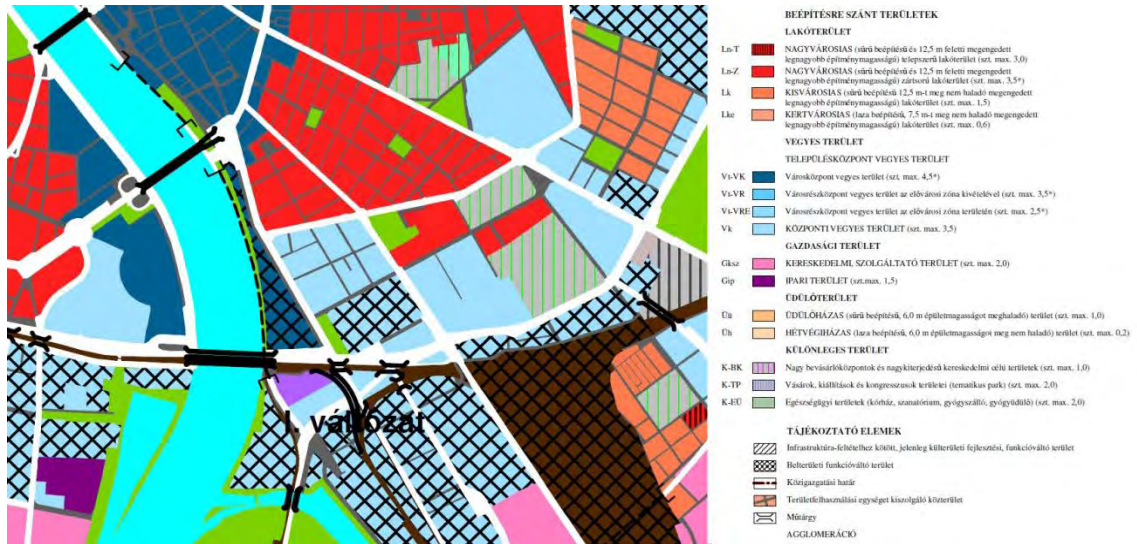 I. változat
BEÉPÍTÉSRE SZÁNT TERÜLETEK
LAKÓTERÜLET
Ln-T NAGYVÁROSIAS (sűrű beépítésű és 12,5 m feletti megengedett
legnagyobb építménymagasságú) telepszerű lakóterület (szt. max. 3,0)
Ln-Z NAGYVÁROSIAS (sűrű beépítésű és 12,5 m feletti megengedett
legnagyobb építménymagasságú) zártsorú lakóterület (szt. max. 3,5*)
Lk KISVÁROSIAS (sűrű beépítésű 12,5 m-t meg nem haladó megengedett
legnagyobb építménymagasságú) lakóterület (szt. max. 1,5)
Lke KERTVÁROSIAS (laza beépítésű, 7,5 m-t meg nem haladó megengedett
legnagyobb építménymagasságú) lakóterület (szt. max. 0,6)
VEGYES TERÜLET
TELEPÜLÉSKÖZPONT VEGYES TERÜLET
Vt-VK Városközpont vegyes terület (szt. max. 4,5*)
Vt-VR Városrészközpont vegyes terület az elővárosi zóna kivételével (szt. max. 3,5*)
Vt-VRE Városrészközpont vegyes terület az elővárosi zóna területén (szt. max. 2,5*)
Vk KÖZPONTI VEGYES TERÜLET (szt. max. 3,5)
GAZDASÁGI TERÜLET
Gksz KERESKEDELMI, SZOLGÁLTATÓ TERÜLET (szt. max. 2,0)
Gip IPARI TERÜLET (szt.max. 1,5)
ÜDÜLŐTERÜLET
Üü ÜDÜLŐHÁZAS (sűrű beépítésű, 6,0 m épületmagasságot meghaladó) terület (szt. max. 1,0)
Üh HÉTVÉGIHÁZAS (laza beépítésű, 6,0 m épületmagasságot meg nem haladó) terület (szt. max. 0,2)
KÜLÖNLEGES TERÜLET
K-BK Nagy bevásárlóközpontok és nagykiterjedésű kereskedelmi célú területek (szt. max. 1,0)
K-TP Vásárok, kiállítások és kongresszusok területei (tematikus park) (szt. max. 2,0)
K-EÜ Egészségügyi területek (kórház, szanatórium, gyógyszálló, gyógyüdülő) (szt. max. 2,0)
TÁJÉKOZTATÓ ELEMEK
Infrastruktúra-feltételhez kötött, jelenleg külterületi fejlesztési, funkcióváltó terület
Belterületi funkcióváltó terület
Közigazgatási határ
Területfelhasználási egységet kiszolgáló közterület
Műtárgy
AGGLOMERÁCIÓ